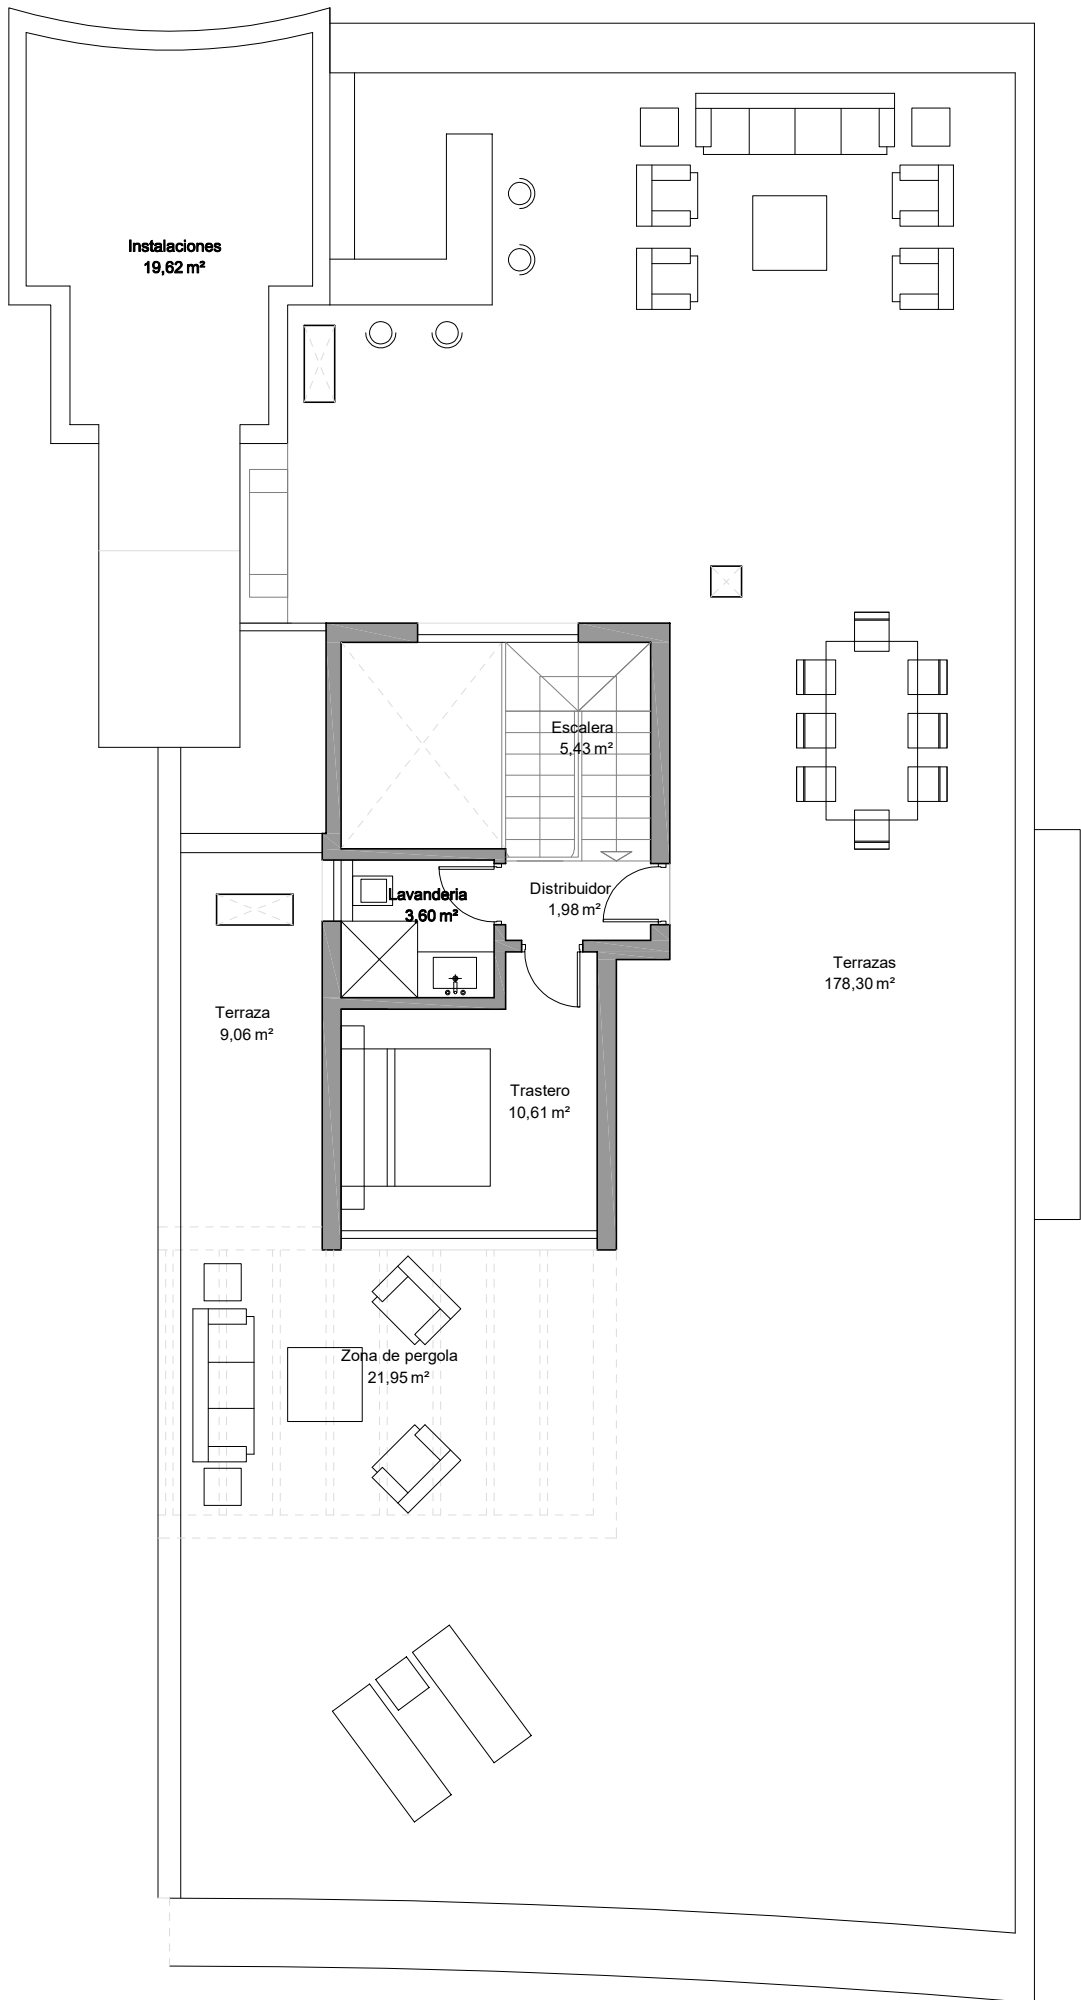 Instalaciones
19,62 m²
Escalera
5,43 m²
Lavanderia
3,60 m²
Distribuidor
1,98 m²
Terrazas
178,30 m²
Terraza
9,06 m²
Trastero
10,61 m²
Zona de pergola
21,95 m²